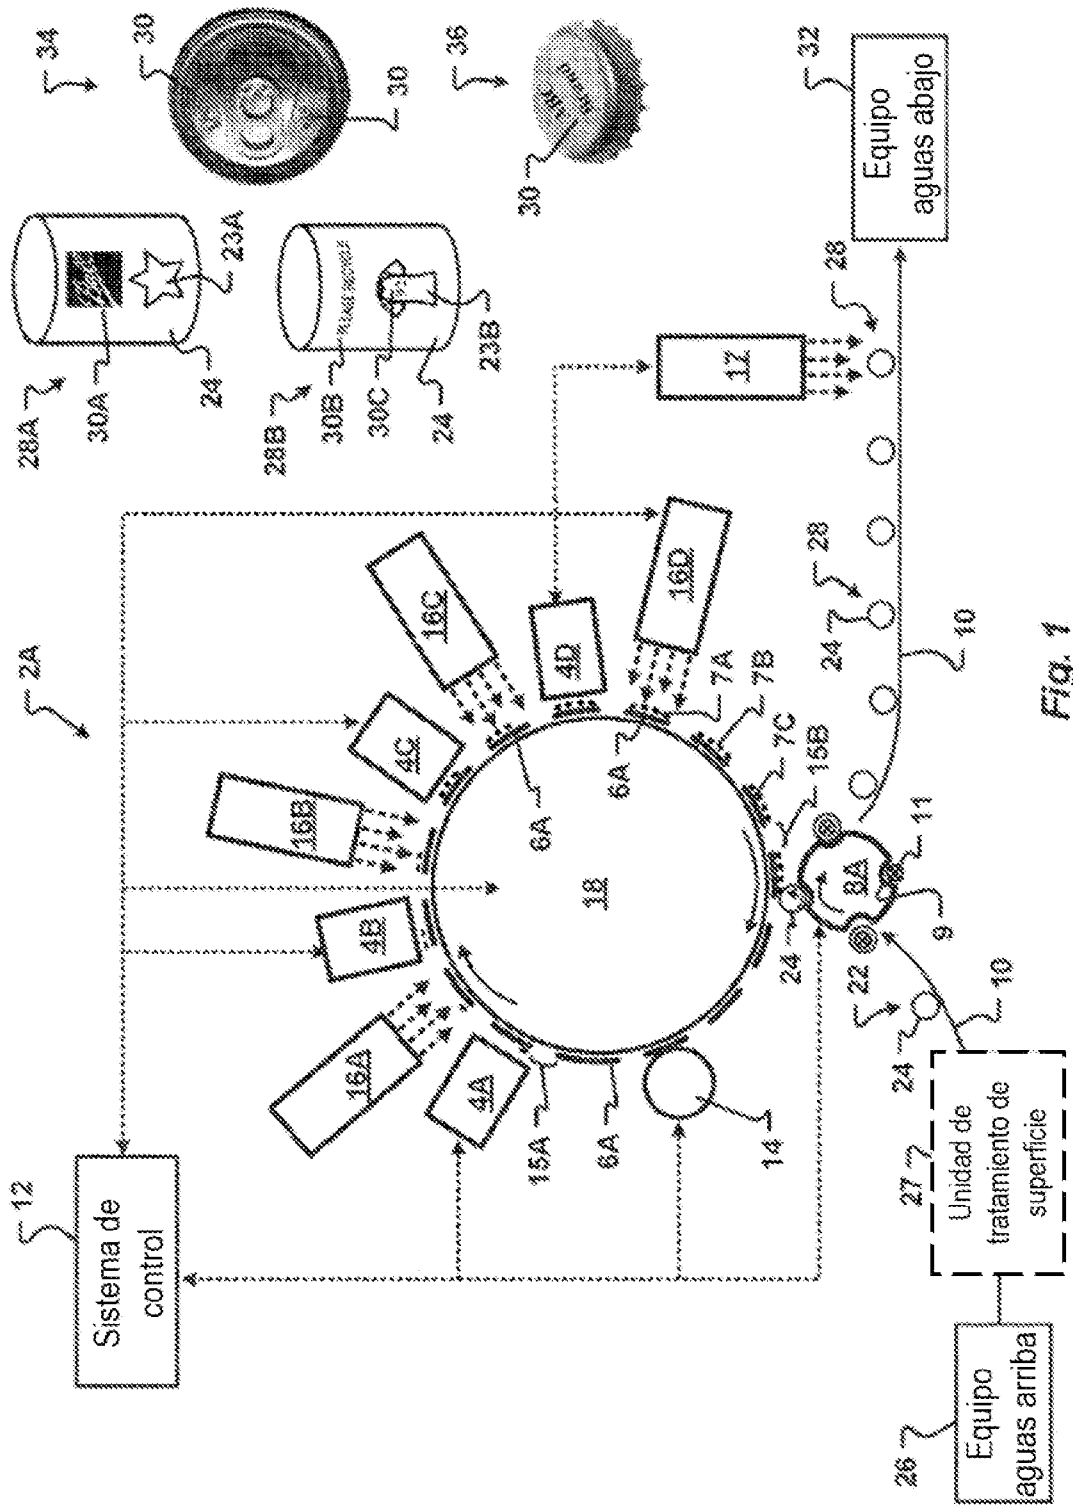 Sistema de
control
12
2A
28A
30A
24
23A
34
30
30
28B
30B
30C
24
23B
36
30
16A
4A
4B
16B
4C
16C
4D
16D
17
18
15A
6A
14
6A
6A
7A
7B
7C
15B
24
8A
11
9
22
24
10
24
28
28
10
26
Equipo
aguas arriba
27
Unidad de
tratamiento de
superficie
32
Equipo
aguas abajo
Fig. 1